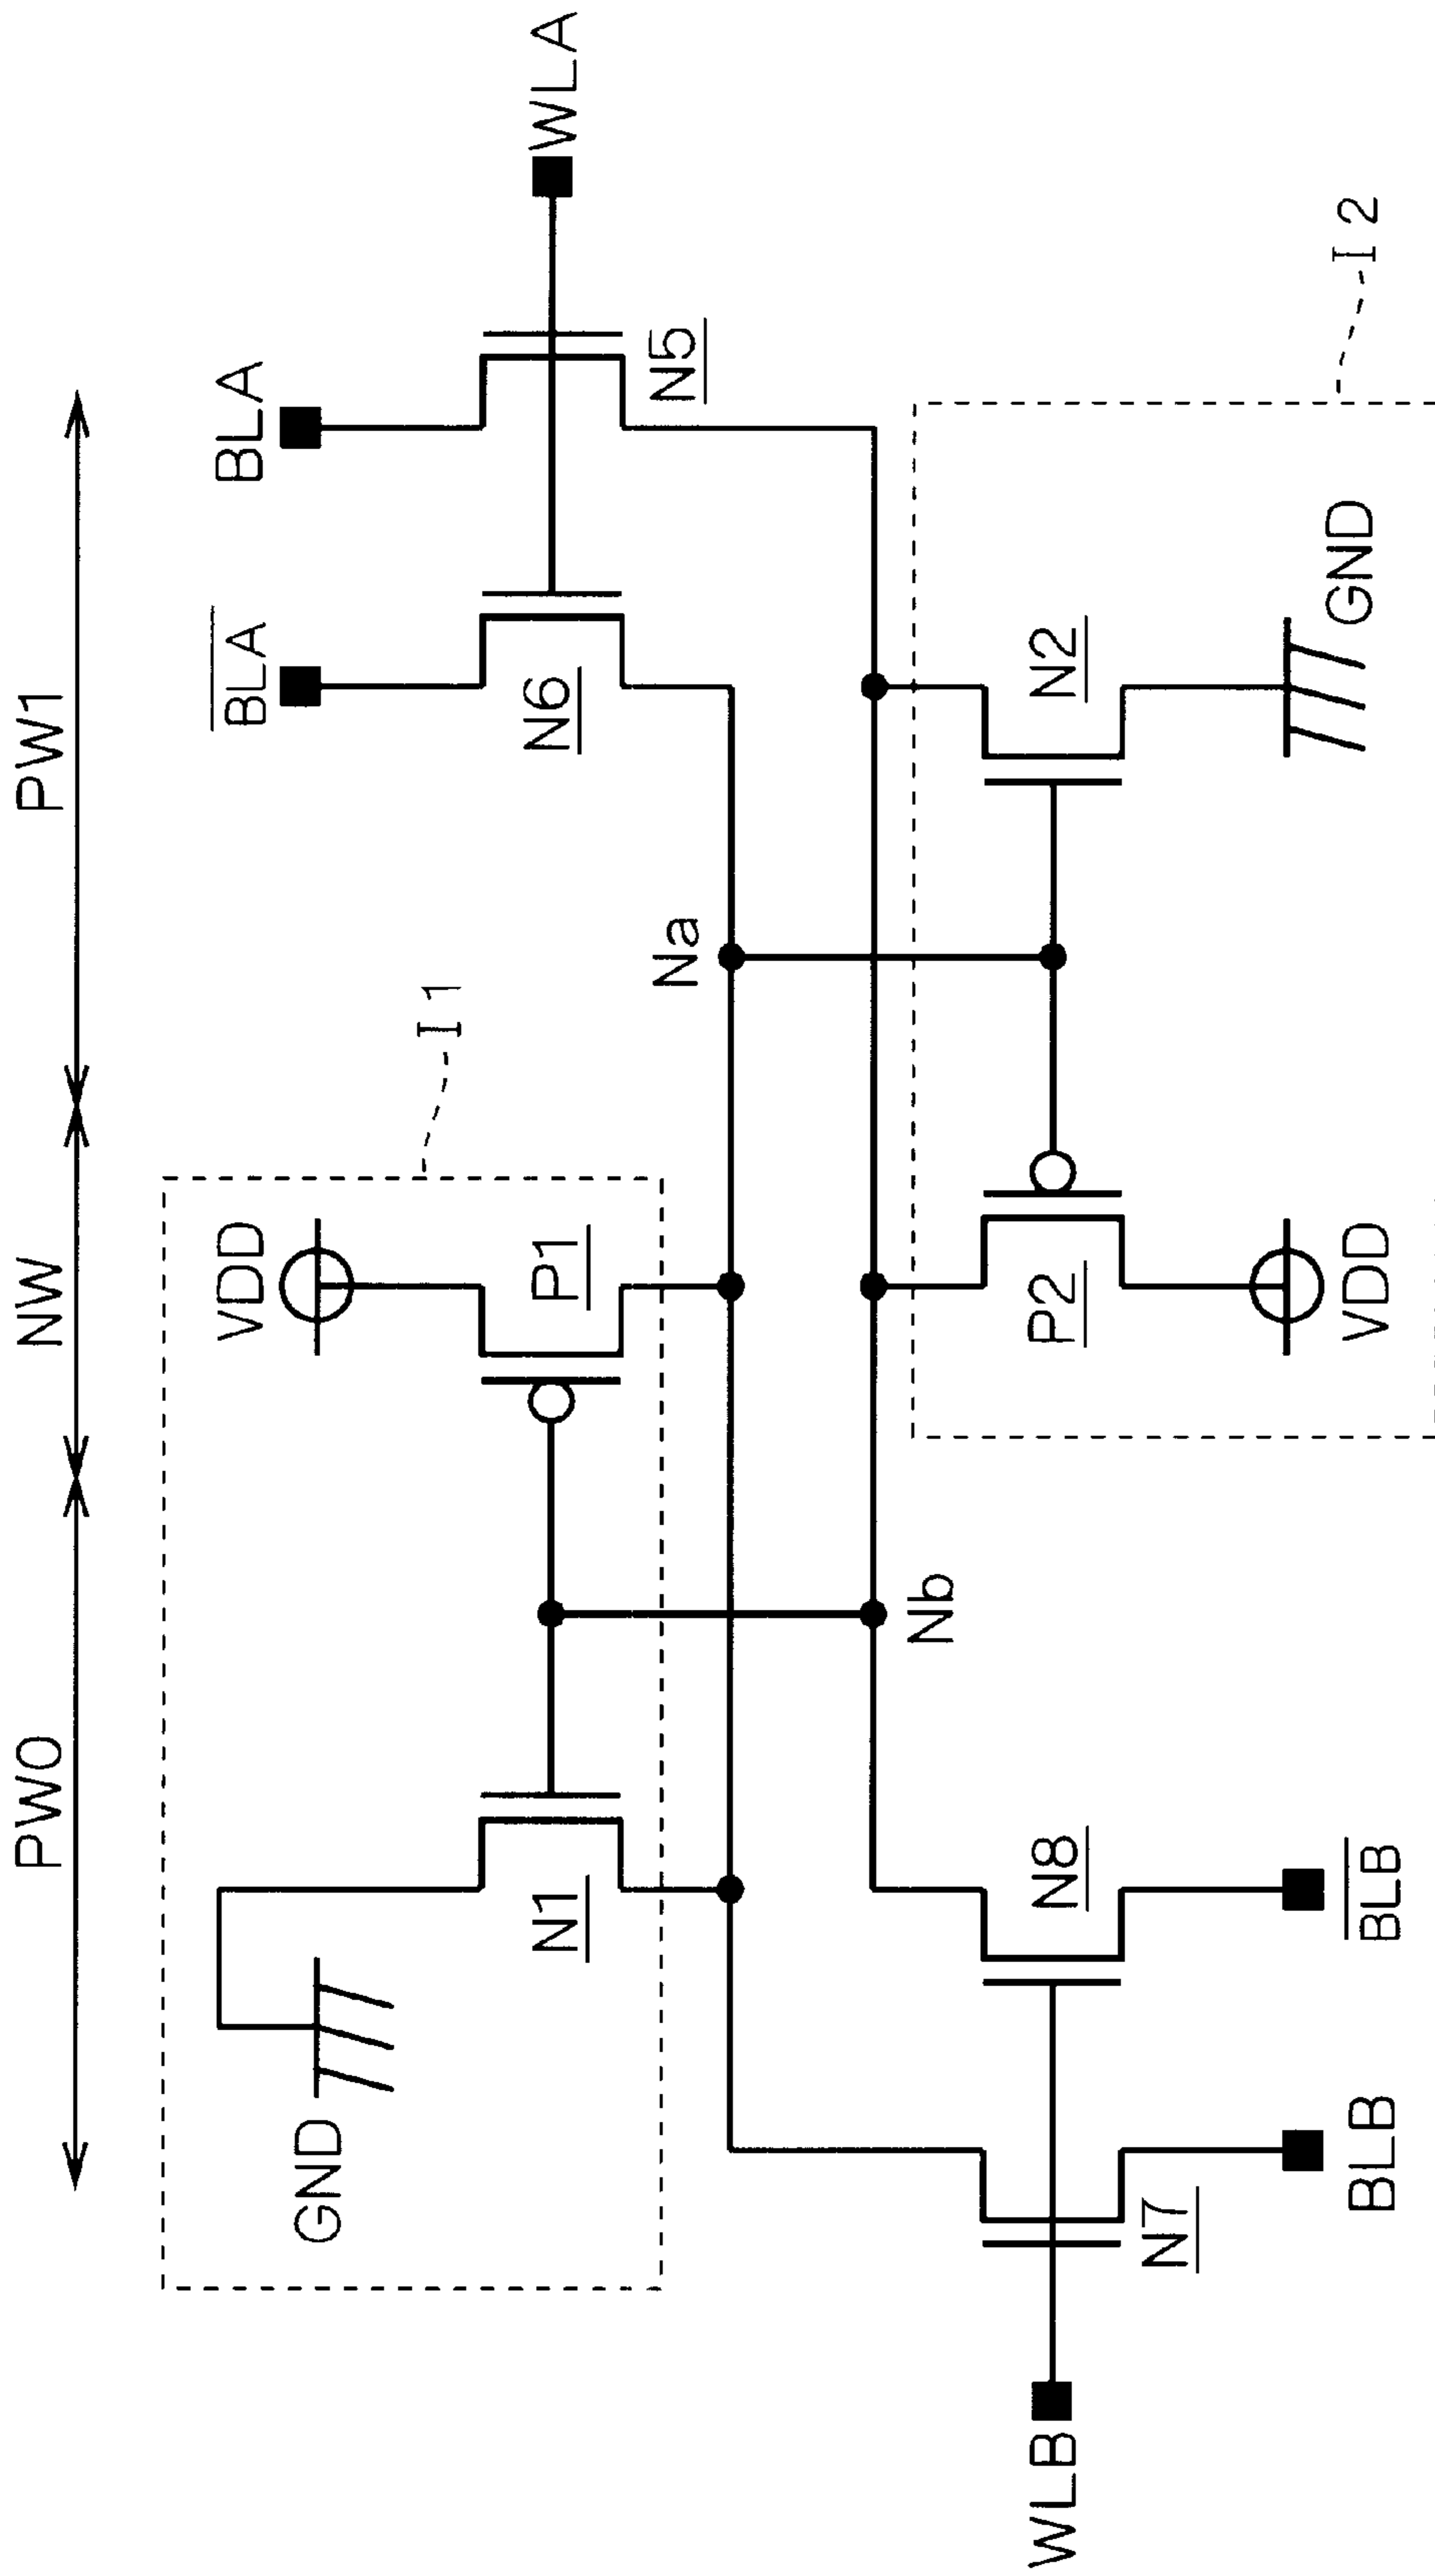 PW0
NW
PW1
BLA
BLA
VDD
GND
I1
WLA
N1
P1
N6
N5
Na
Nb
N8
P2
N2
WLB
N7
GND
I2
BLB
BLB
VDD